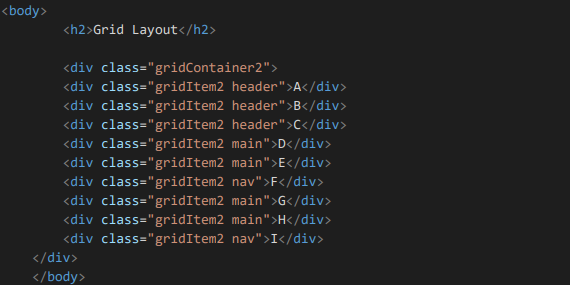 <body>
<h2>Grid Layout</h2>
<div class="gridContainer2">
<div class="gridItem2 header">A</div>
<div class="gridItem2 header">B</div>
<div class="gridItem2 header">C</div>
<div class="gridItem2 main">D</div>
<div class="gridItem2 main">E</div>
<div class="gridItem2 nav">F</div>
<div class="gridItem2 main">G</div>
<div class="gridItem2 main">H</div>
<div class="gridItem2 nav">I</div>
</div>
</body>